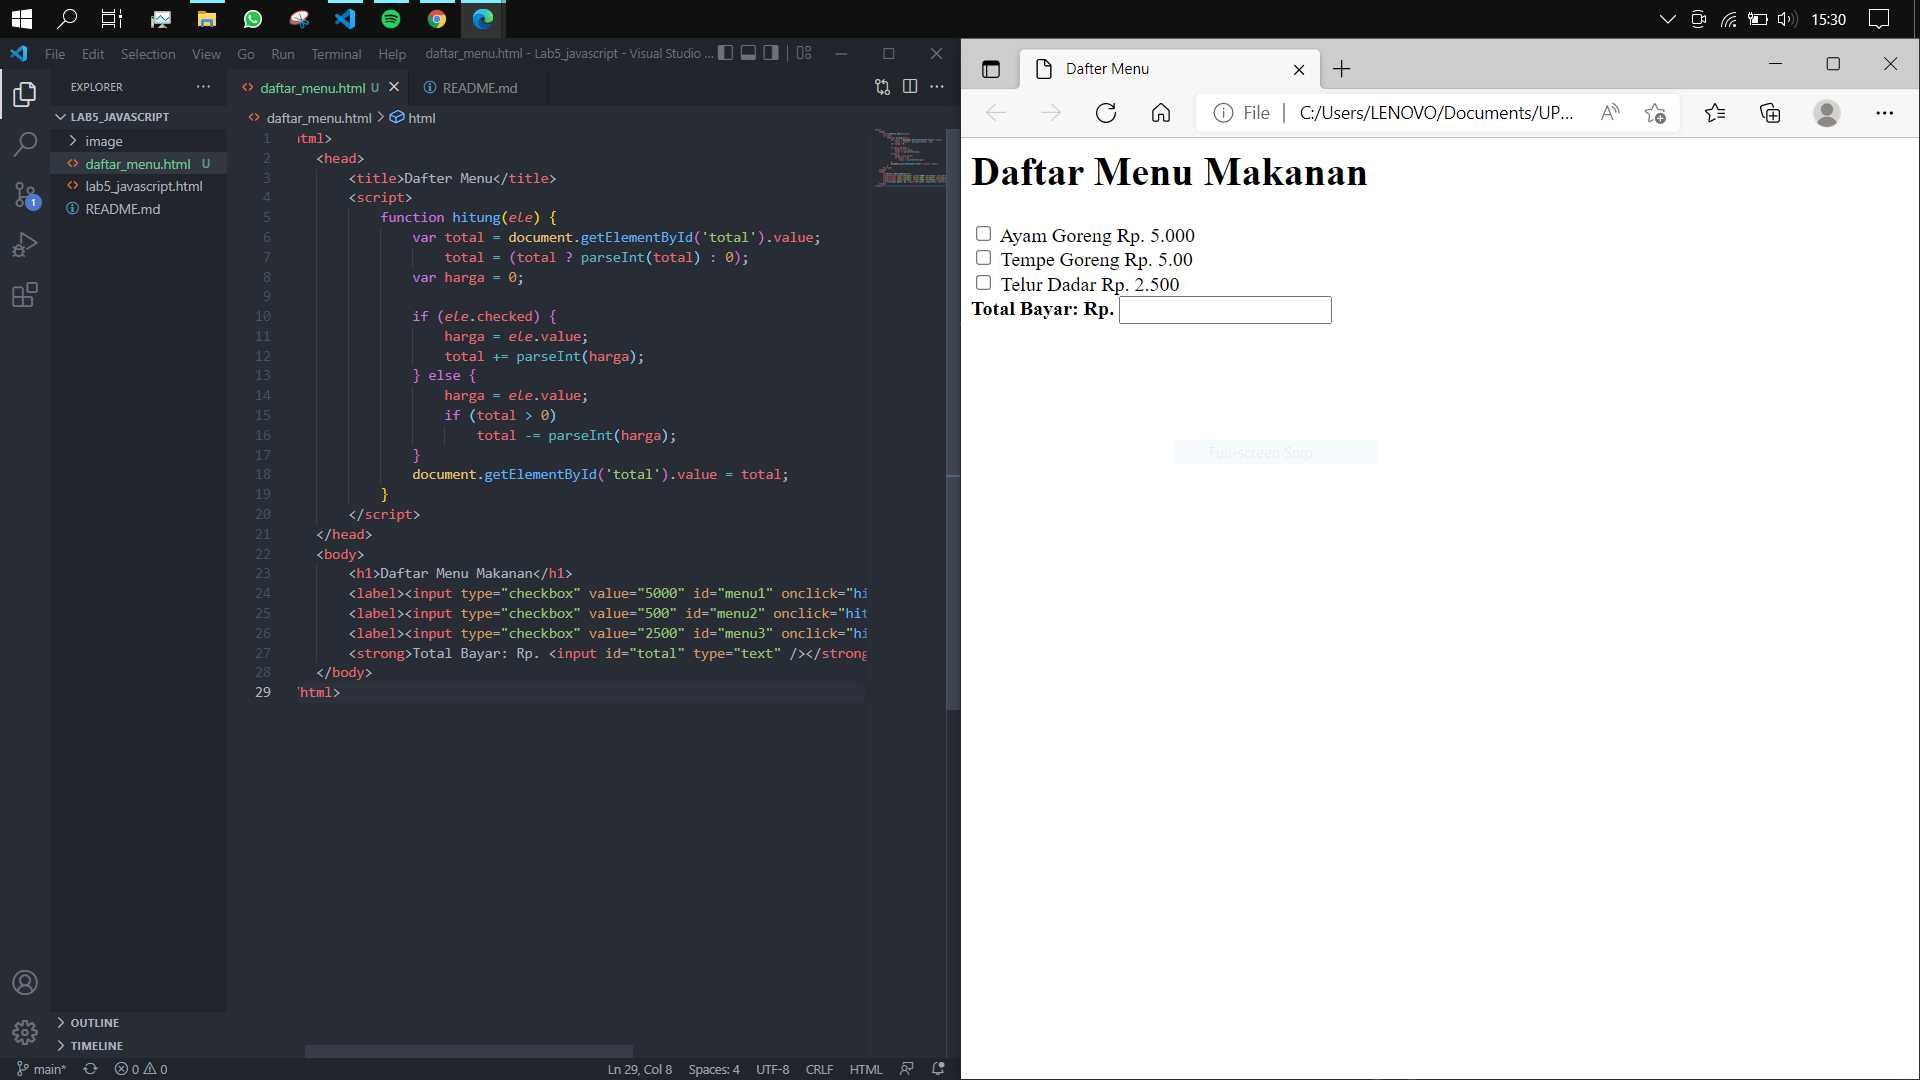 15:30
File Edit Selection View Go Run Terminal Help daftar_menu.html - Lab5_javascript - Visual Studio ...
EXPLORER
LAB5_JAVASCRIPT
image
daftar_menu.html U
lab5_javascript.html
README.md
OUTLINE
TIMELINE
daftar_menu.html U
README.md
daftar_menu.html > html
1 html>
2 <head>
3 <title>Dafter Menu</title>
4 <script>
5 function hitung(ele) {
6 var total = document.getElementById('total').value;
7 total = (total ? parseInt(total) : 0);
8 var harga = 0;
9
10 if (ele.checked) {
11 harga = ele.value;
12 total += parseInt(harga);
13 } else {
14 harga = ele.value;
15 if (total > 0)
16 total -= parseInt(harga);
17 }
18 document.getElementById('total').value = total;
19 }
20 </script>
21 </head>
22 <body>
23 <h1>Daftar Menu Makanan</h1>
24 <label><input type="checkbox" value="5000" id="menu1" onclick="hi
25 <label><input type="checkbox" value="500" id="menu2" onclick="hit
26 <label><input type="checkbox" value="2500" id="menu3" onclick="hi
27 <strong>Total Bayar: Rp. <input id="total" type="text" /></strong
28 </body>
29 html>
main* 0 0 Ln 29, Col 8 Spaces: 4 UTF-8 CRLF HTML
1
Dafter Menu
File C:/Users/LENOVO/Documents/UP...
Daftar Menu Makanan
Ayam Goreng Rp. 5.000
Tempe Goreng Rp. 5.00
Telur Dadar Rp. 2.500
Total Bayar: Rp.
Full-screen Snip